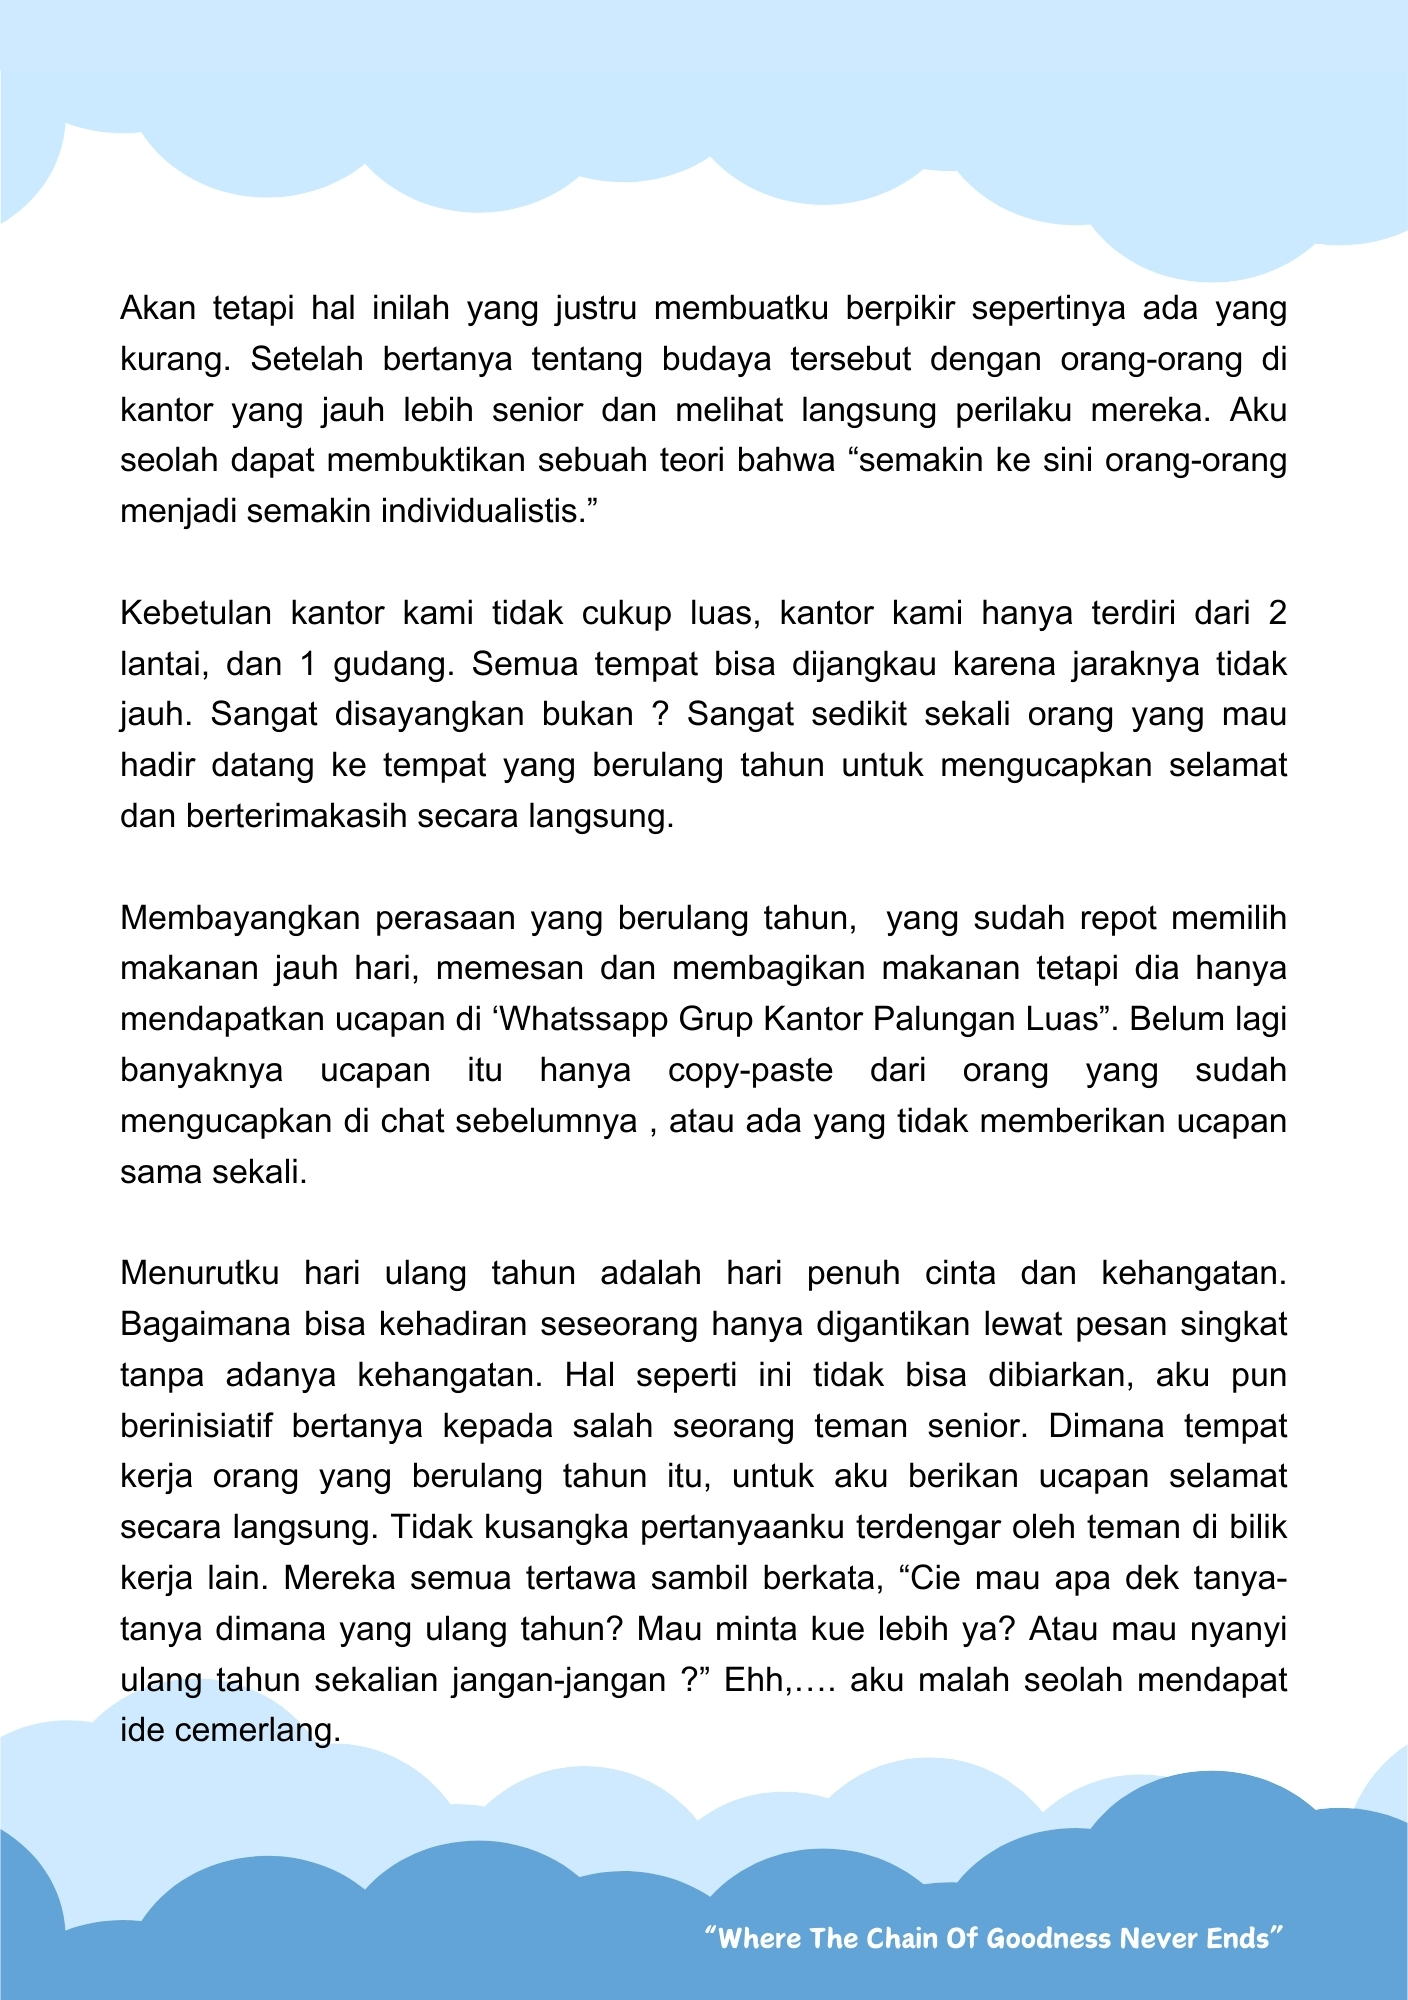 Akan tetapi hal inilah yang justru membuatku berpikir sepertinya ada yang
kurang. Setelah bertanya tentang budaya tersebut dengan orang-orang di
kantor yang jauh lebih senior dan melihat langsung perilaku mereka. Aku
seolah dapat membuktikan sebuah teori bahwa “semakin ke sini orang-orang
menjadi semakin individualistis.”
Kebetulan kantor kami tidak cukup luas, kantor kami hanya terdiri dari 2
lantai, dan 1 gudang. Semua tempat bisa dijangkau karena jaraknya tidak
jauh. Sangat disayangkan bukan ? Sangat sedikit sekali orang yang mau
hadir datang ke tempat yang berulang tahun untuk mengucapkan selamat
dan berterimakasih secara langsung.
Membayangkan perasaan yang berulang tahun, yang sudah repot memilih
makanan jauh hari, memesan dan membagikan makanan tetapi dia hanya
mendapatkan ucapan di ‘Whatssapp Grup Kantor Palungan Luas”. Belum lagi
banyaknya ucapan itu hanya copy-paste dari orang yang sudah
mengucapkan di chat sebelumnya , atau ada yang tidak memberikan ucapan
sama sekali.
Menurutku hari ulang tahun adalah hari penuh cinta dan kehangatan.
Bagaimana bisa kehadiran seseorang hanya digantikan lewat pesan singkat
tanpa adanya kehangatan. Hal seperti ini tidak bisa dibiarkan, aku pun
berinisiatif bertanya kepada salah seorang teman senior. Dimana tempat
kerja orang yang berulang tahun itu, untuk aku berikan ucapan selamat
secara langsung. Tidak kusangka pertanyaanku terdengar oleh teman di bilik
kerja lain. Mereka semua tertawa sambil berkata, “Cie mau apa dek tanya-
tanya dimana yang ulang tahun? Mau minta kue lebih ya? Atau mau nyanyi
ulang tahun sekalian jangan-jangan ?” Ehh,…. aku malah seolah mendapat
ide cemerlang.
“Where The Chain Of Goodness Never Ends”